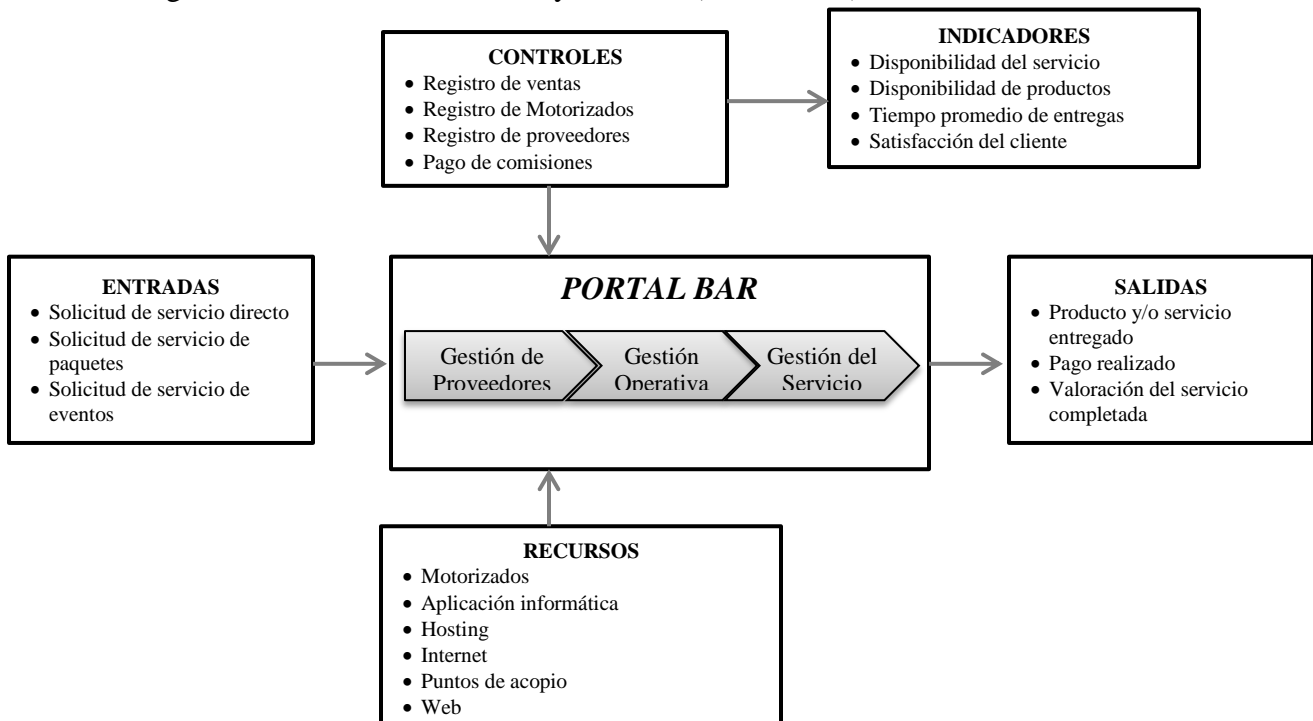 CONTROLES
• Registro de ventas
• Registro de Motorizados
• Registro de proveedores
• Pago de comisiones
INDICADORES
• Disponibilidad del servicio
• Disponibilidad de productos
• Tiempo promedio de entregas
• Satisfacción del cliente
ENTRADAS
• Solicitud de servicio directo
• Solicitud de servicio de
paquetes
• Solicitud de servicio de
eventos
PORTAL BAR
Gestión de
Proveedores
Gestión
Operativa
Gestión del
Servicio
SALIDAS
• Producto y/o servicio
entregado
• Pago realizado
• Valoración del servicio
completada
RECURSOS
• Motorizados
• Aplicación informática
• Hosting
• Internet
• Puntos de acopio
• Web